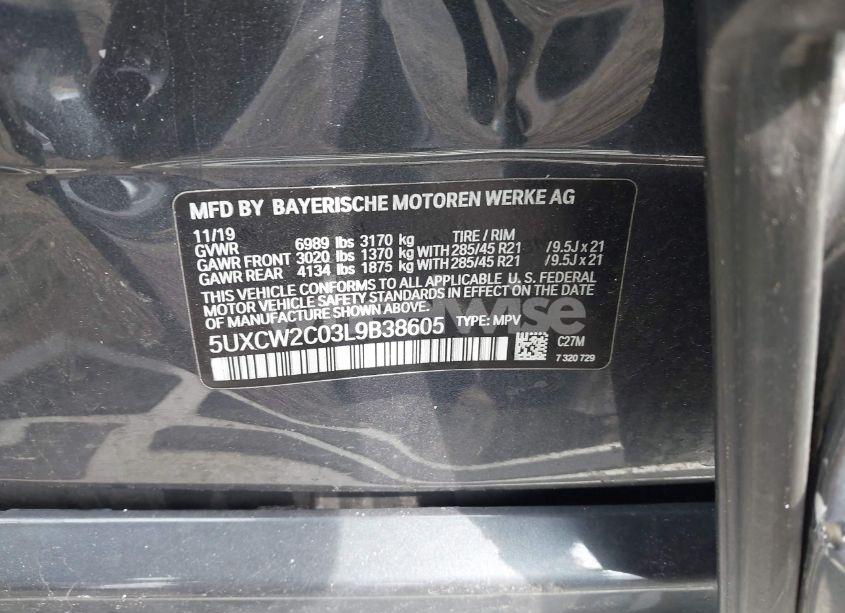 MFD BY BAYERISCHE MOTOREN WERKE AG
11/19 TIRE / RIM
GVWR 6989 lbs 3170 kg
GAWR FRONT 3020 lbs 1370 kg WITH 285/45 R21 / 9.5J x 21
GAWR REAR 4134 lbs 1875 kg WITH 285/45 R21 / 9.5J x 21
THIS VEHICLE CONFORMS TO ALL APPLICABLE U.S. FEDERAL
MOTOR VEHICLE SAFETY STANDARDS IN EFFECT ON THE DATE
OF MANUFACTURE SHOWN ABOVE.
5UXCW2C03L9B38605 TYPE: MPV
C27M
7 320 729